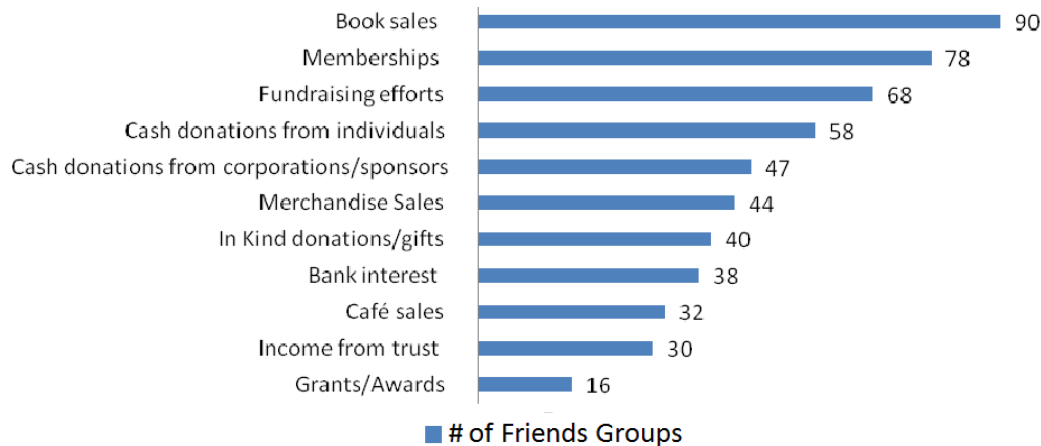 Book sales 90
Memberships 78
Fundraising efforts 68
Cash donations from individuals 58
Cash donations from corporations/sponsors 47
Merchandise Sales 44
In Kind donations/gifts 40
Bank interest 38
Café sales 32
Income from trust 30
Grants/Awards 16
# of Friends Groups